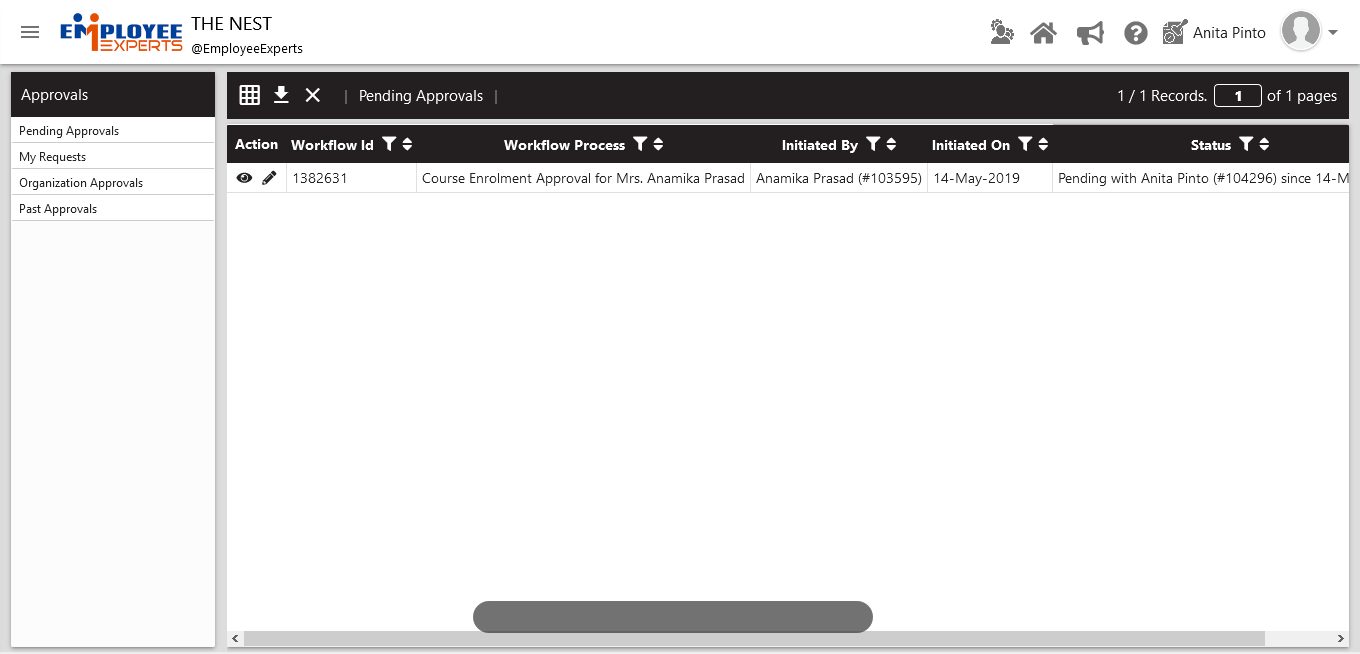 EMPLOYEE
EXPERTS
THE NEST
@EmployeeExperts
Anita Pinto
Approvals
Pending Approvals
My Requests
Organization Approvals
Past Approvals
| Pending Approvals |
1 / 1 Records. 1 of 1 pages
Action Workflow Id Workflow Process Initiated By Initiated On Status
1382631 Course Enrolment Approval for Mrs. Anamika Prasad Anamika Prasad (#103595) 14-May-2019 Pending with Anita Pinto (#104296) since 14-M